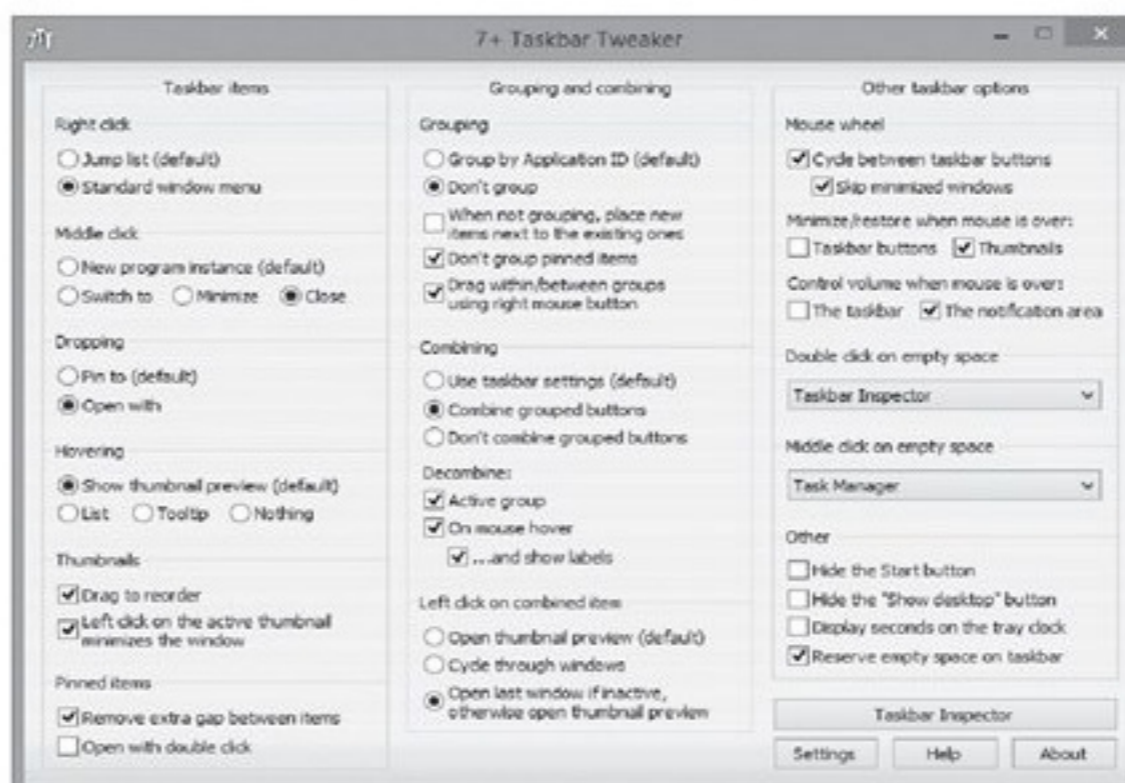 7+ Taskbar Tweaker
Taskbar items
Right click
Jump list (default)
Standard window menu
Middle click
New program instance (default)
Switch to Minimize Close
Dropping
Pin to (default)
Open with
Hovering
Show thumbnail preview (default)
List Tooltip Nothing
Thumbnails
Drag to reorder
Left click on the active thumbnail
minimizes the window
Pinned items
Remove extra gap between items
Open with double click
Grouping and combining
Grouping
Group by Application ID (default)
Don't group
When not grouping, place new
items next to the existing ones
Don't group pinned items
Drag within/between groups
using right mouse button
Combining
Use taskbar settings (default)
Combine grouped buttons
Don't combine grouped buttons
Decombine:
Active group
On mouse hover
...and show labels
Left click on combined item
Open thumbnail preview (default)
Cycle through windows
Open last window if inactive,
otherwise open thumbnail preview
Other taskbar options
Mouse wheel
Cycle between taskbar buttons
Skip minimized windows
Minimize/restore when mouse is over:
Taskbar buttons Thumbnails
Control volume when mouse is over:
The taskbar The notification area
Double click on empty space
Taskbar Inspector
Middle click on empty space
Task Manager
Other
Hide the Start button
Hide the "Show desktop" button
Display seconds on the tray clock
Reserve empty space on taskbar
Taskbar Inspector
Settings Help About